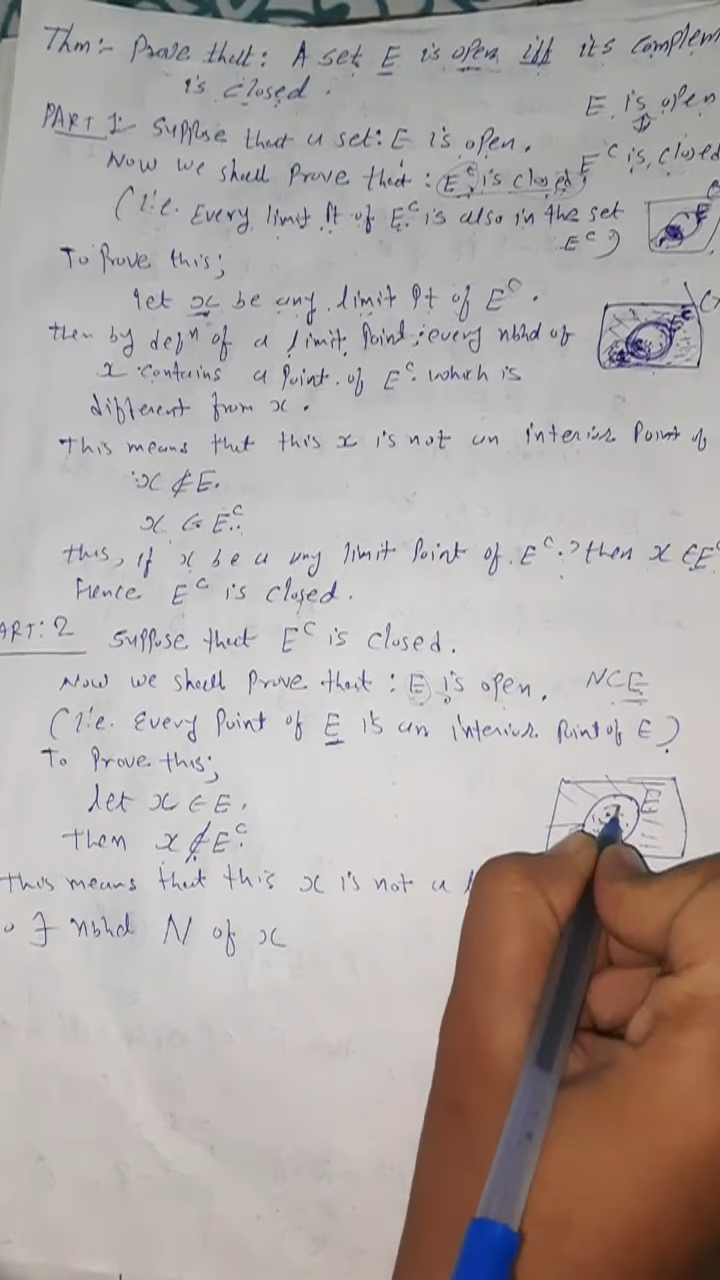 Thm:- Prove that: A set E is open iff its Complem
is closed.
E is open
PART 1:- Suppose that a set: E is open.
E^c is closed
Now we shall prove that: E^c is closed;
(i.e. Every limit Pt of E^c is also in the set
E^c)
To Prove this;
let x be any limit Pt of E^c.
then by defn of a limit Point; every nbhd of
x contains a Point of E^c which is
different from x.
This means that this x is not an interior Point of
x ∉ E.
x ∈ E^c
this, if x be a any limit Point of E^c then x ∈ E^c
Hence E^c is closed.
ART: 2 Suppose that E^c is closed.
Now we shall prove that: E is open. N⊂E
(i.e. Every Point of E is an interior Point of E)
To Prove this;
E
let x ∈ E.
then x ∉ E^c
This means that this x is not a
∃ nbhd N of x